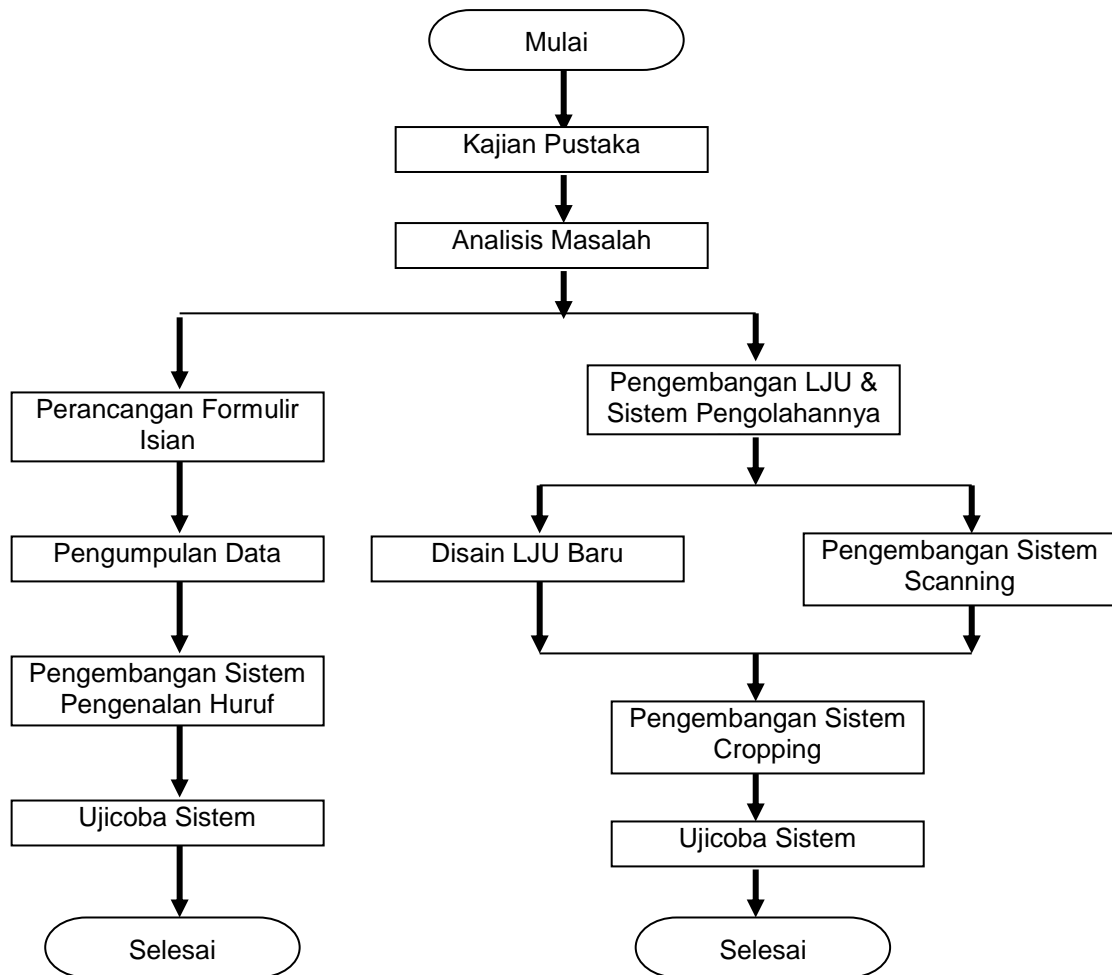 Mulai
Kajian Pustaka
Analisis Masalah
Perancangan Formulir
Isian
Pengumpulan Data
Pengembangan Sistem
Pengenalan Huruf
Ujicoba Sistem
Selesai
Pengembangan LJU &
Sistem Pengolahannya
Disain LJU Baru
Pengembangan Sistem
Scanning
Pengembangan Sistem
Cropping
Ujicoba Sistem
Selesai